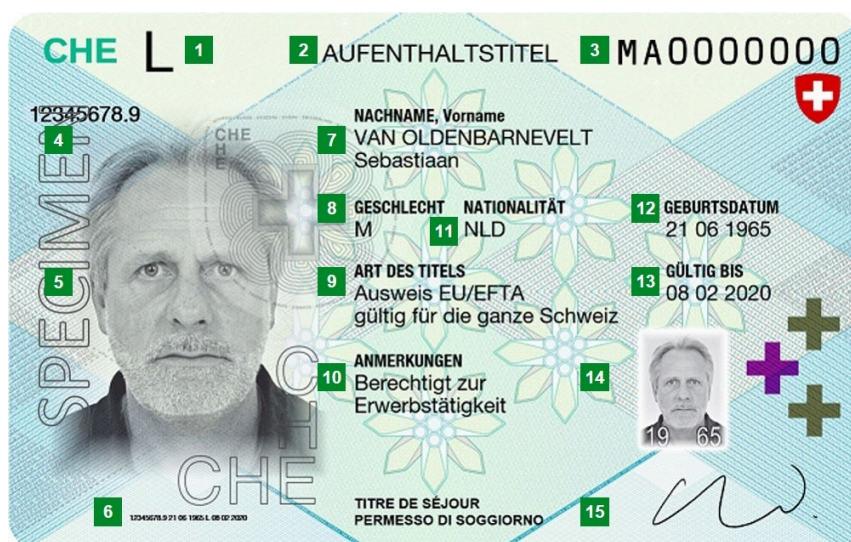 CHE L 1 2 AUFENTHALTSTITEL 3 MA0000000
12345678.9
4
SPECIMEN
5
CHE
CHE
7 NACHNAME, Vorname
VAN OLDENBARNEVELT
Sebastiaan
8 GESCHLECHT
M
11 NATIONALITÄT
NLD
12 GEBURTSDATUM
21 06 1965
9 ART DES TITELS
Ausweis EU/EFTA
gültig für die ganze Schweiz
13 GÜLTIG BIS
08 02 2020
10 ANMERKUNGEN
Berechtigt zur
Erwerbstätigkeit
14
19 65
CHE
CHE
6 12345678.9 21 06 1965 L 08 02 2020
TITRE DE SÉJOUR
PERMESSO DI SOGGIORNO
15